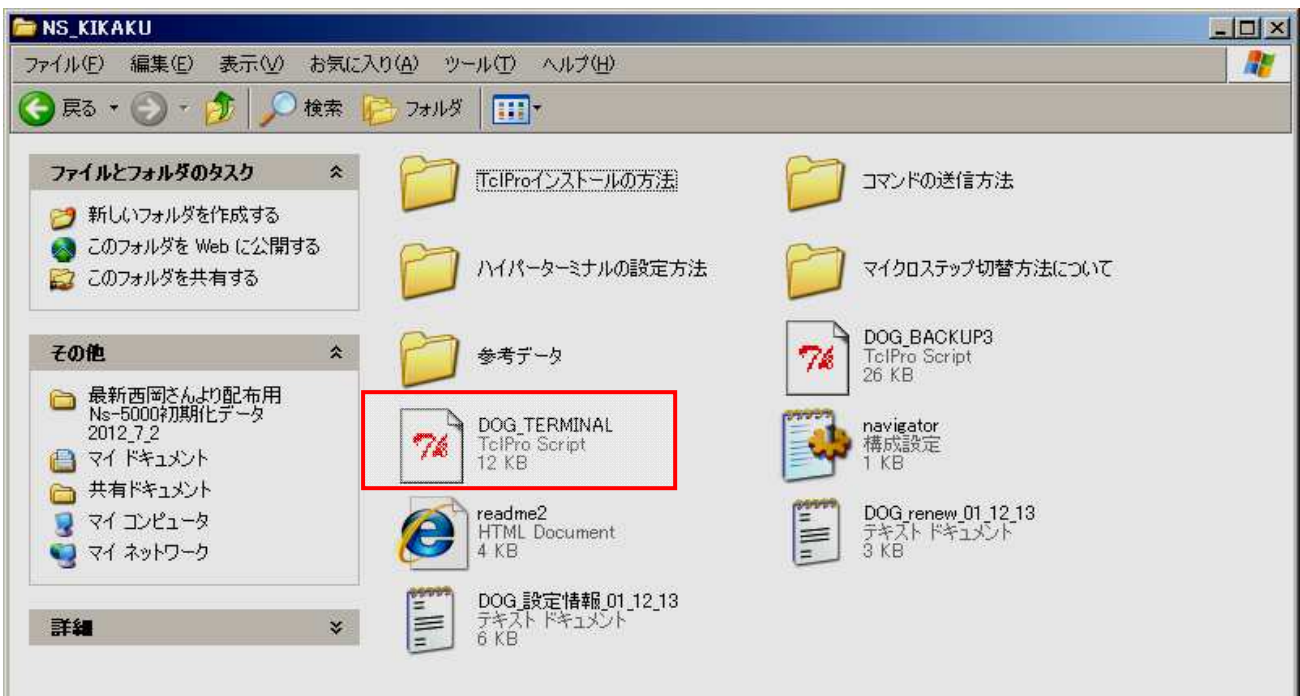 NS_KIKAKU
ファイル(F) 編集(E) 表示(V) お気に入り(A) ツール(T) ヘルプ(H)
戻る 検索 フォルダ
ファイルとフォルダのタスク
新しいフォルダを作成する
このフォルダを Web に公開する
このフォルダを共有する
その他
最新西岡さんより配布用
Ns-5000初期化データ
2012_7_2
マイ ドキュメント
共有ドキュメント
マイ コンピュータ
マイ ネットワーク
詳細
TclProインストールの方法
コマンドの送信方法
ハイパーターミナルの設定方法
マイクロステップ切替方法について
参考データ
DOG_BACKUP3
TclPro Script
26 KB
DOG_TERMINAL
TclPro Script
12 KB
navigator
構成設定
1 KB
readme2
HTML Document
4 KB
DOG_renew_01_12_13
テキスト ドキュメント
3 KB
DOG_設定情報_01_12_13
テキスト ドキュメント
6 KB